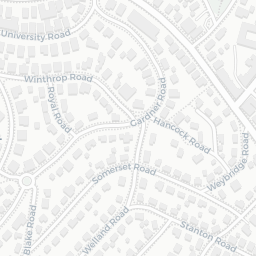 University Road
Winthrop Road
Royal Road
Gardner Road
Hancock Road
Somerset Road
Weybridge Road
Blake Road
Welland Road
Stanton Road